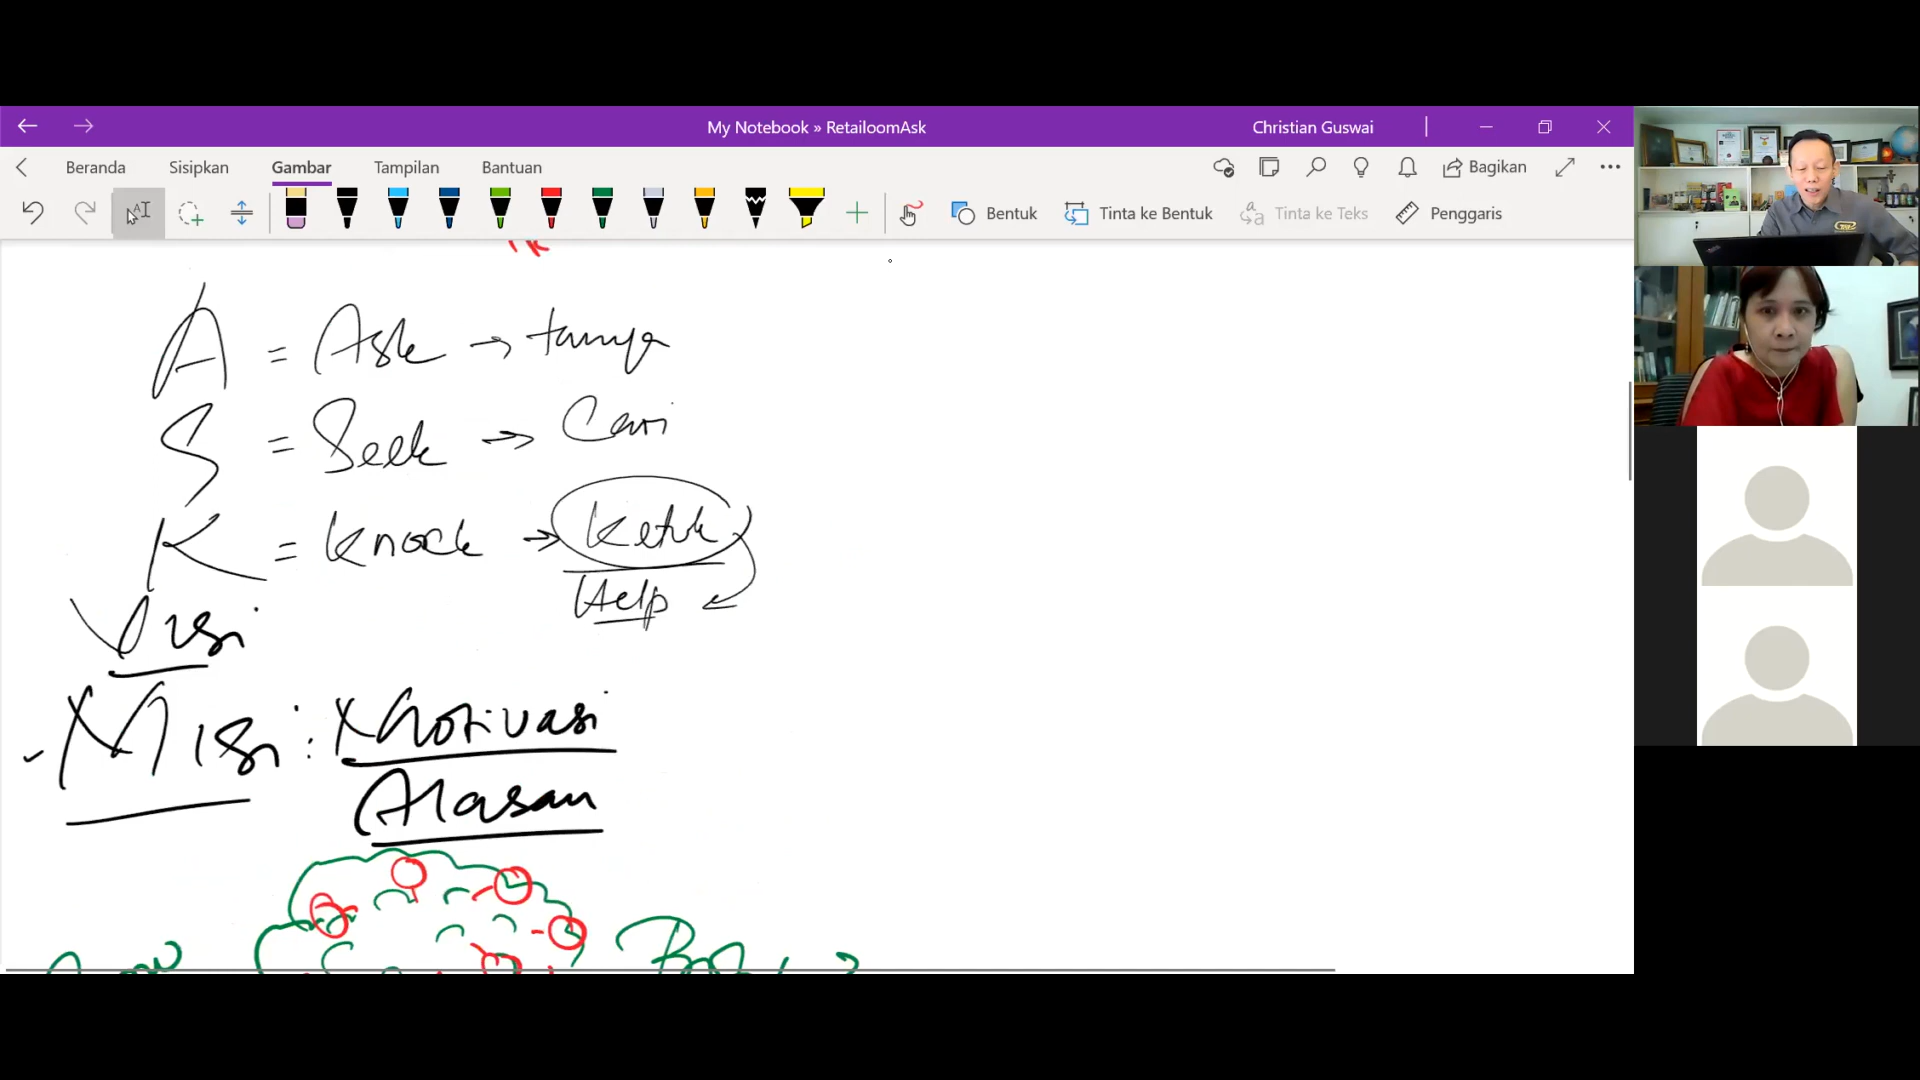 My Notebook » RetailoomAsk
Christian Guswai
Beranda Sisipkan Gambar Tampilan Bantuan
Bagikan
Bentuk Tinta ke Bentuk Tinta ke Teks Penggaris
A = Ask → tanya
S = Seek → Cari
K = Knock → Ketuk
Help
Visi
- Misi : Motivasi
Alasan